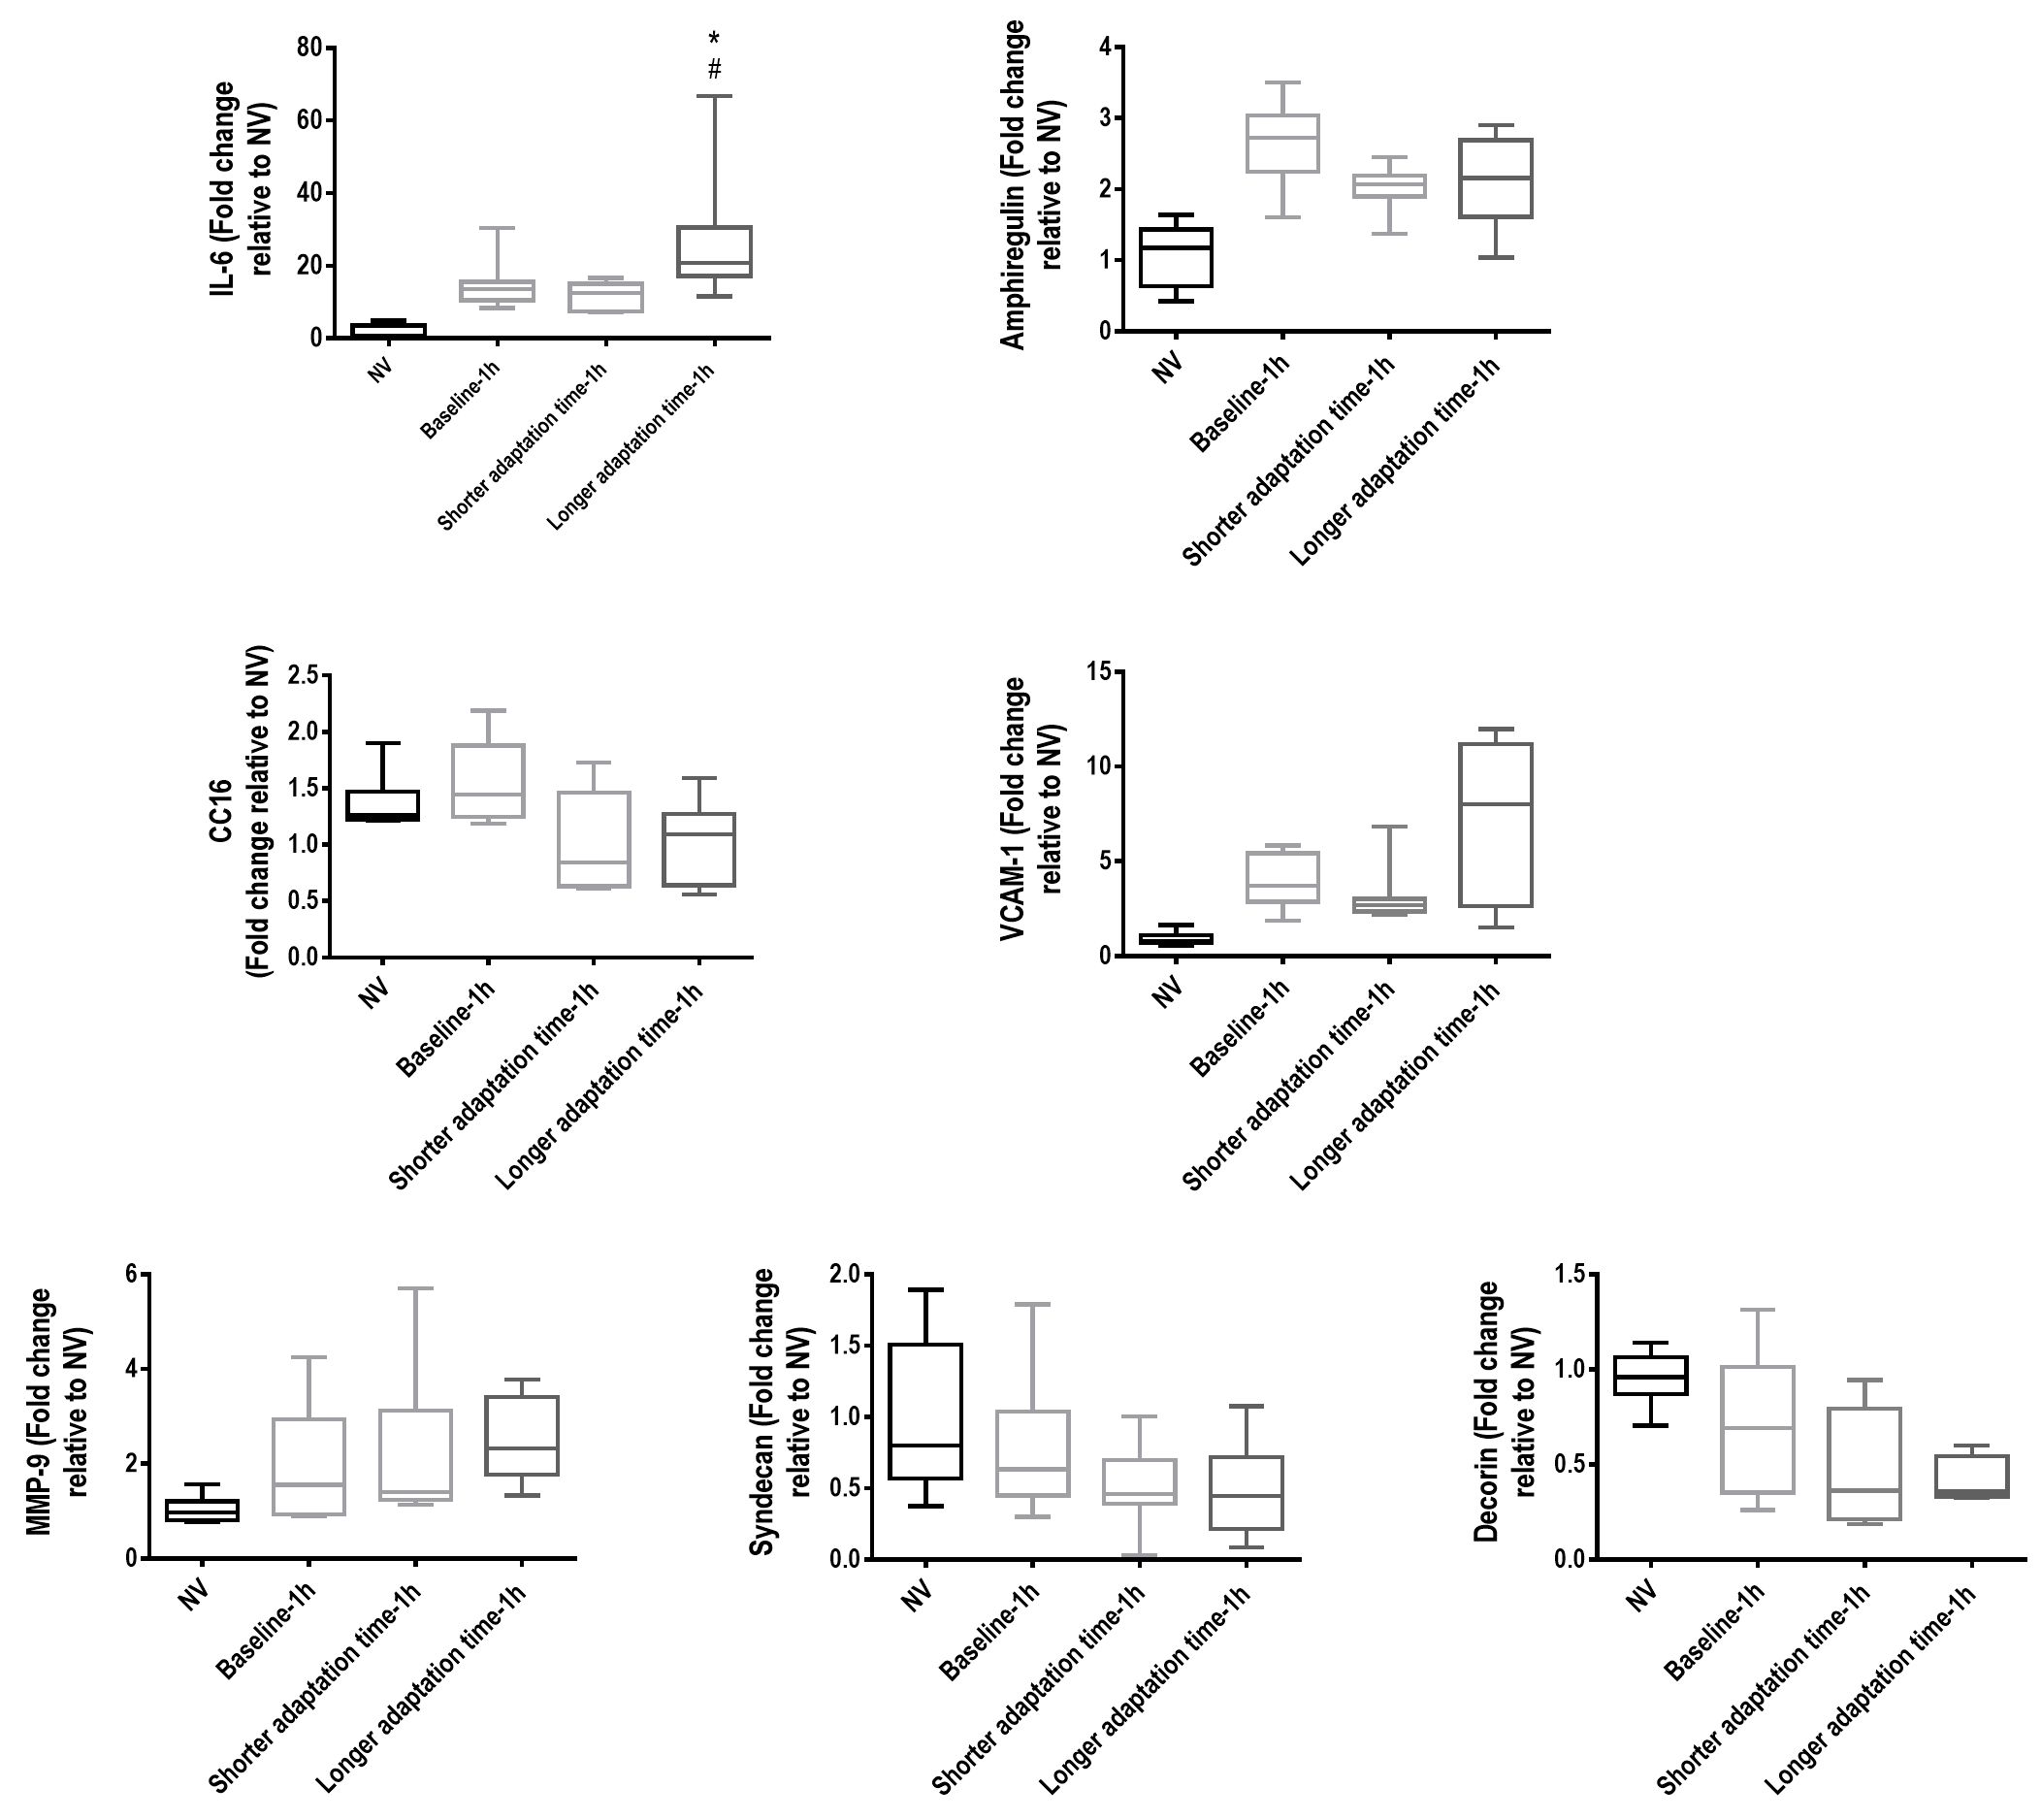 IL-6 (Fold change
relative to NV)
80
60
40
20
0
*
#
NV
Baseline-1h
Shorter adaptation time-1h
Longer adaptation time-1h
Amphiregulin (Fold change
relative to NV)
4
3
2
1
0
NV
Baseline-1h
Shorter adaptation time-1h
Longer adaptation time-1h
CC16
(Fold change relative to NV)
2.5
2.0
1.5
1.0
0.5
0.0
NV
Baseline-1h
Shorter adaptation time-1h
Longer adaptation time-1h
VCAM-1 (Fold change
relative to NV)
15
10
5
0
NV
Baseline-1h
Shorter adaptation time-1h
Longer adaptation time-1h
MMP-9 (Fold change
relative to NV)
6
4
2
0
NV
Baseline-1h
Shorter adaptation time-1h
Longer adaptation time-1h
Syndecan (Fold change
relative to NV)
2.0
1.5
1.0
0.5
0.0
NV
Baseline-1h
Shorter adaptation time-1h
Longer adaptation time-1h
Decorin (Fold change
relative to NV)
1.5
1.0
0.5
0.0
NV
Baseline-1h
Shorter adaptation time-1h
Longer adaptation time-1h